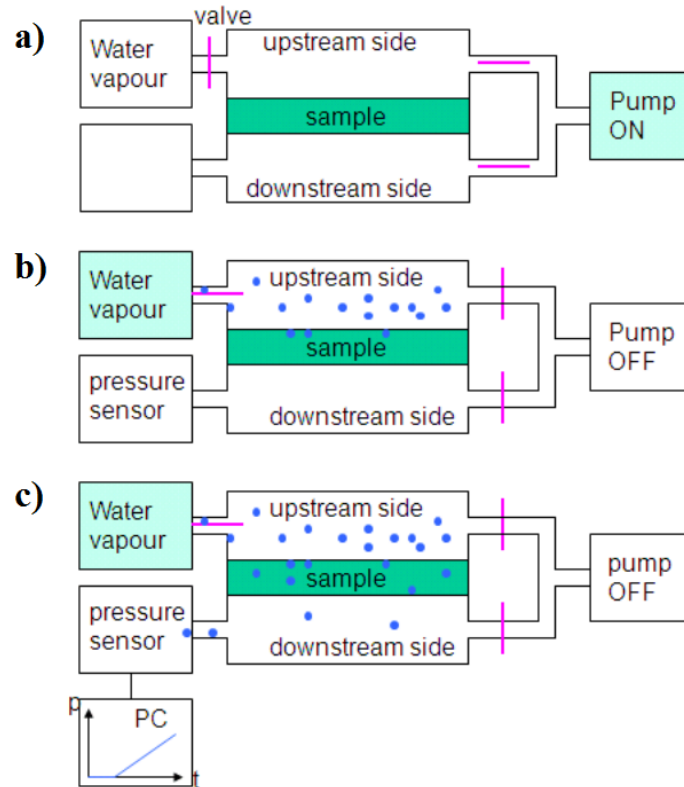 a)
valve
Water
vapour
upstream side
sample
downstream side
Pump
ON
b)
Water
vapour
upstream side
sample
pressure
sensor
downstream side
Pump
OFF
c)
Water
vapour
upstream side
sample
pressure
sensor
downstream side
pump
OFF
p
PC
t